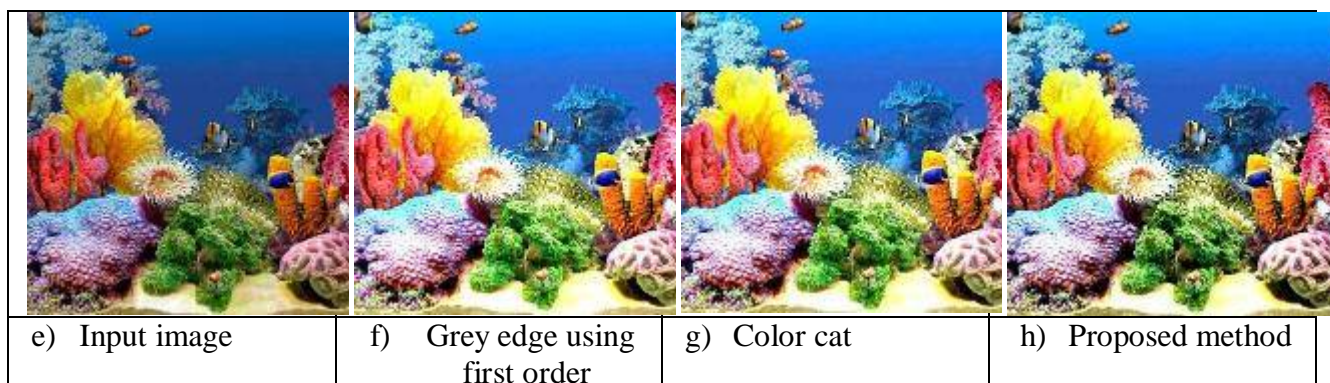 e) Input image
f) Grey edge using
first order
g) Color cat
h) Proposed method